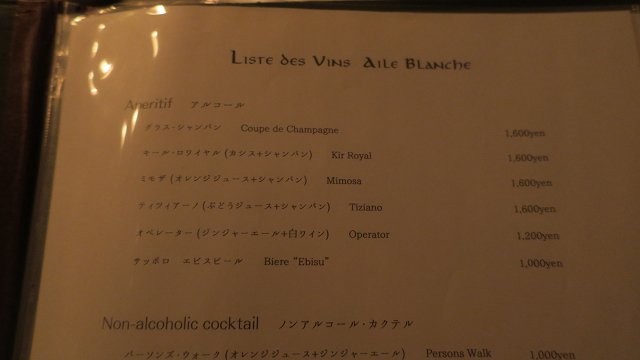 Liste des Vins Aile Blanche
Aperitif アルコール
グラス・シャンパン Coupe de Champagne 1,600yen
キール・ロワイヤル (カシス+シャンパン) Kir Royal 1,600yen
ミモザ (オレンジジュース+シャンパン) Mimosa 1,600yen
ティツィアーノ (ぶどうジュース+シャンパン) Tiziano 1,600yen
オペレーター (ジンジャーエール+白ワイン) Operator 1,200yen
サッポロ エビスビール Biere "Ebisu" 1,000yen
Non-alcoholic cocktail ノンアルコール・カクテル
パーソンズ・ウォーク (オレンジジュース+ジンジャーエール) Persons Walk 1,000yen